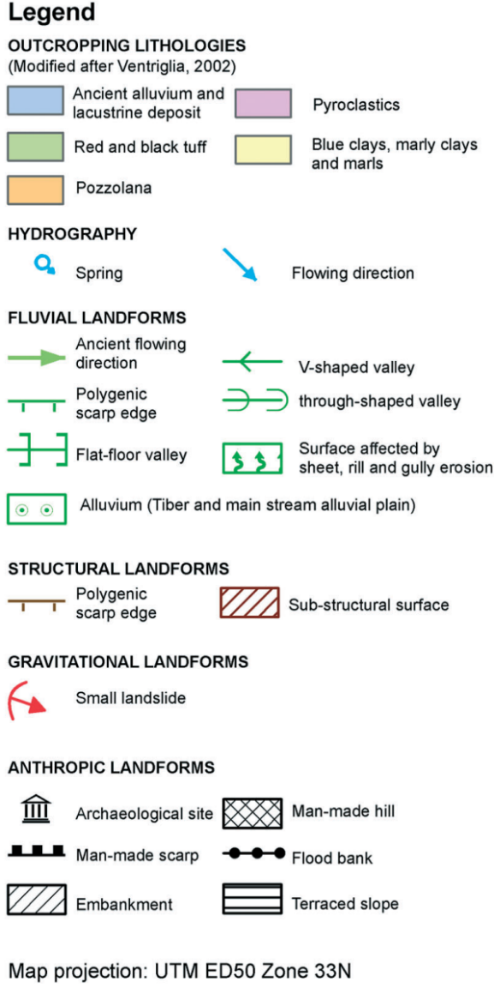 Legend
OUTCROPPING LITHOLOGIES
(Modified after Ventriglia, 2002)
Ancient alluvium and
lacustrine deposit
Pyroclastics
Red and black tuff
Blue clays, marly clays
and marls
Pozzolana
HYDROGRAPHY
Spring
Flowing direction
FLUVIAL LANDFORMS
Ancient flowing
direction
V-shaped valley
Polygenic
scarp edge
through-shaped valley
Flat-floor valley
Surface affected by
sheet, rill and gully erosion
Alluvium (Tiber and main stream alluvial plain)
STRUCTURAL LANDFORMS
Polygenic
scarp edge
Sub-structural surface
GRAVITATIONAL LANDFORMS
Small landslide
ANTHROPIC LANDFORMS
Archaeological site
Man-made hill
Man-made scarp
Flood bank
Embankment
Terraced slope
Map projection: UTM ED50 Zone 33N